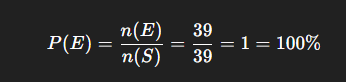 P(E) = n(E)/n(S) = 39/39 = 1 = 100%